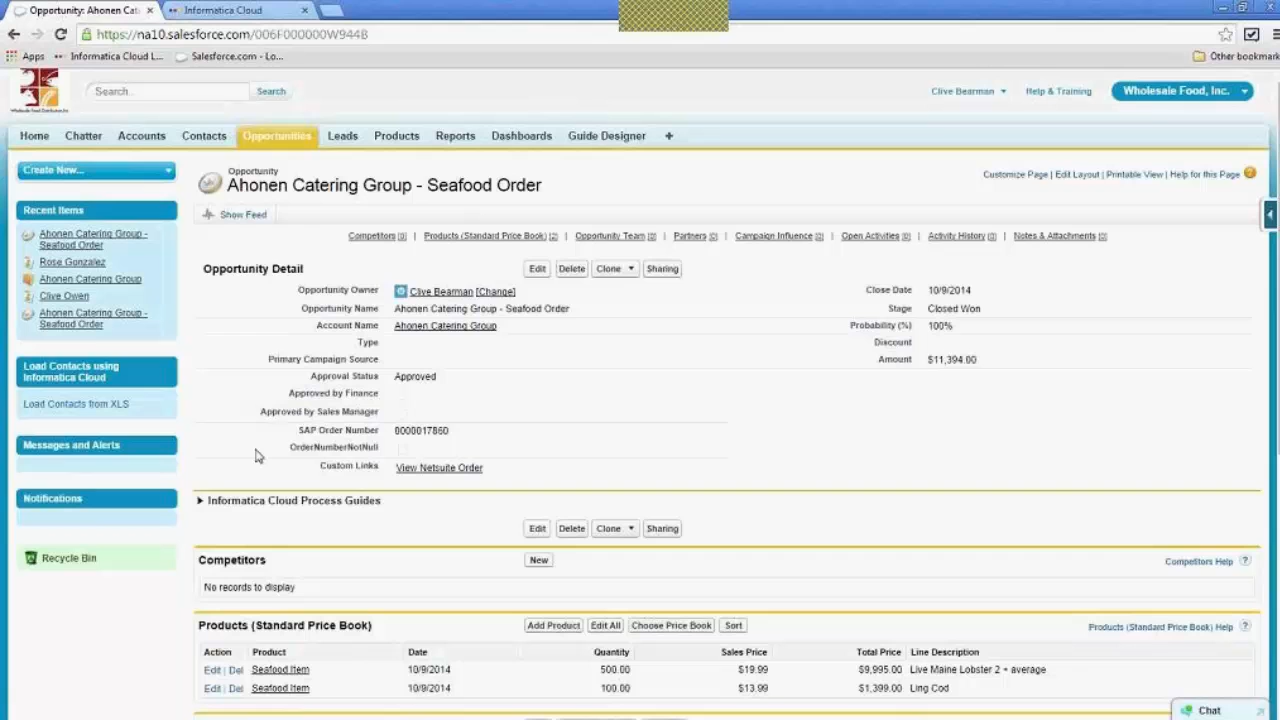 Opportunity: Ahonen Cat
Informatica Cloud
https://na10.salesforce.com/006F000000W944B
Apps
Informatica Cloud L...
Salesforce.com - Lo...
Other bookmark
Search...
Search
Clive Bearman
Help & Training
Wholesale Food, Inc.
Home
Chatter
Accounts
Contacts
Opportunities
Leads
Products
Reports
Dashboards
Guide Designer
+
Create New...
Opportunity
Ahonen Catering Group - Seafood Order
Customize Page | Edit Layout | Printable View | Help for this Page
Recent Items
Ahonen Catering Group -
Seafood Order
Rose Gonzalez
Ahonen Catering Group
Clive Owen
Ahonen Catering Group -
Seafood Order
Load Contacts using
Informatica Cloud
Load Contacts from XLS
Messages and Alerts
Notifications
Recycle Bin
Show Feed
Competitors [0] | Products (Standard Price Book) [2] | Opportunity Team [0] | Partners [0] | Campaign Influence [0] | Open Activities [0] | Activity History [0] | Notes & Attachments [0]
Opportunity Detail
Edit
Delete
Clone
Sharing
Opportunity Owner Clive Bearman [Change]
Close Date 10/9/2014
Opportunity Name Ahonen Catering Group - Seafood Order
Stage Closed Won
Account Name Ahonen Catering Group
Probability (%) 100%
Type
Discount
Primary Campaign Source
Amount $11,394.00
Approval Status Approved
Approved by Finance
Approved by Sales Manager
SAP Order Number 0000017860
OrderNumberNotNull
Custom Links View Netsuite Order
Informatica Cloud Process Guides
Edit
Delete
Clone
Sharing
Competitors
New
Competitors Help ?
No records to display
Products (Standard Price Book)
Add Product
Edit All
Choose Price Book
Sort
Products (Standard Price Book) Help ?
Action Product Date Quantity Sales Price Total Price Line Description
Edit | Del Seafood Item 10/9/2014 500.00 $19.99 $9,995.00 Live Maine Lobster 2 + average
Edit | Del Seafood Item 10/9/2014 100.00 $13.99 $1,399.00 Ling Cod
Chat